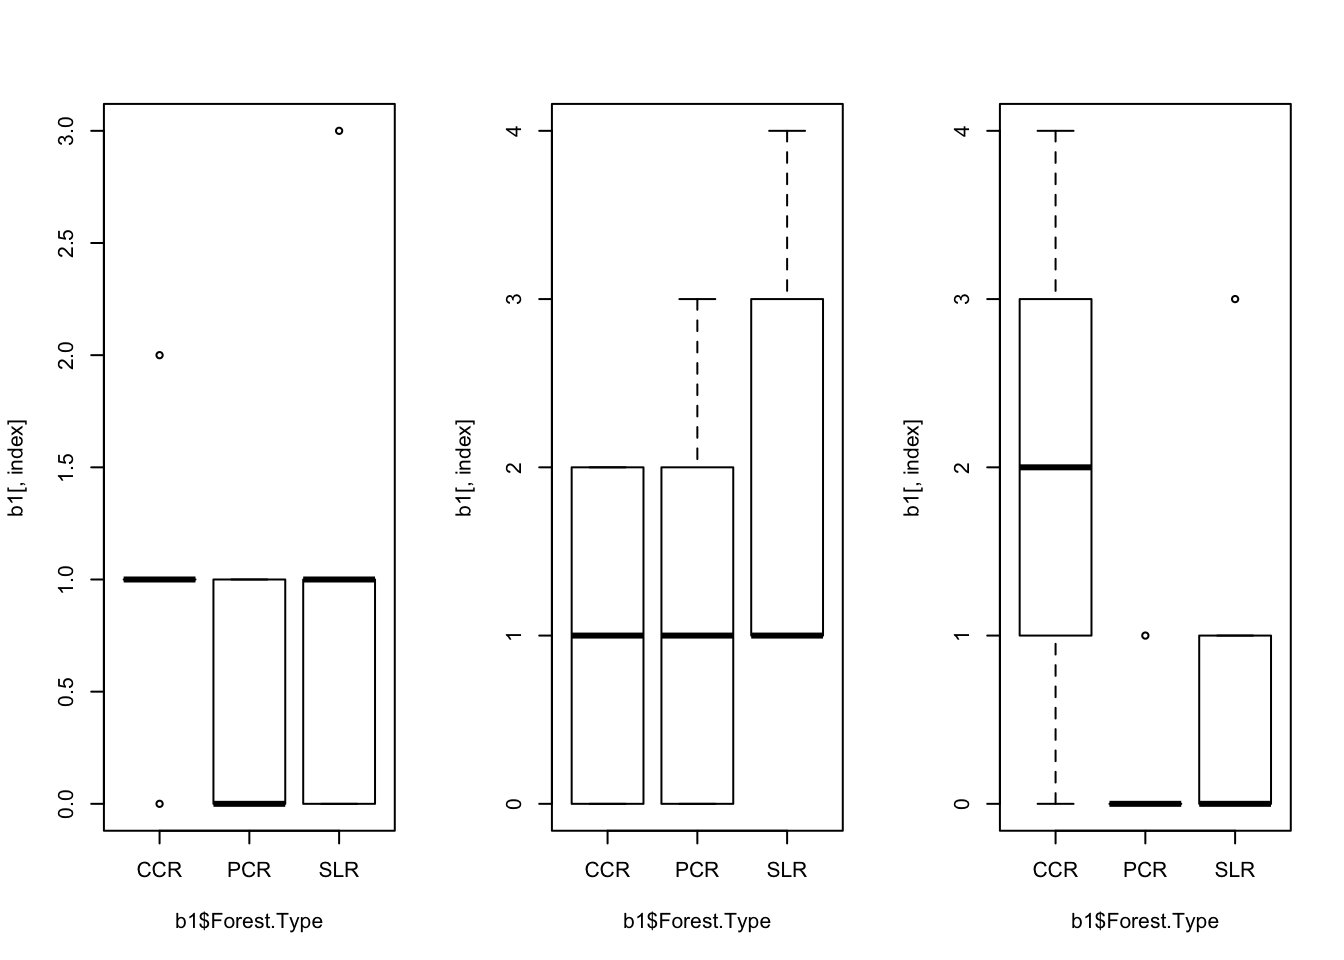 b1[, index]
3.0
2.5
2.0
1.5
1.0
0.5
0.0
CCR PCR SLR
b1$Forest.Type
b1[, index]
4
3
2
1
0
CCR PCR SLR
b1$Forest.Type
b1[, index]
4
3
2
1
0
CCR PCR SLR
b1$Forest.Type